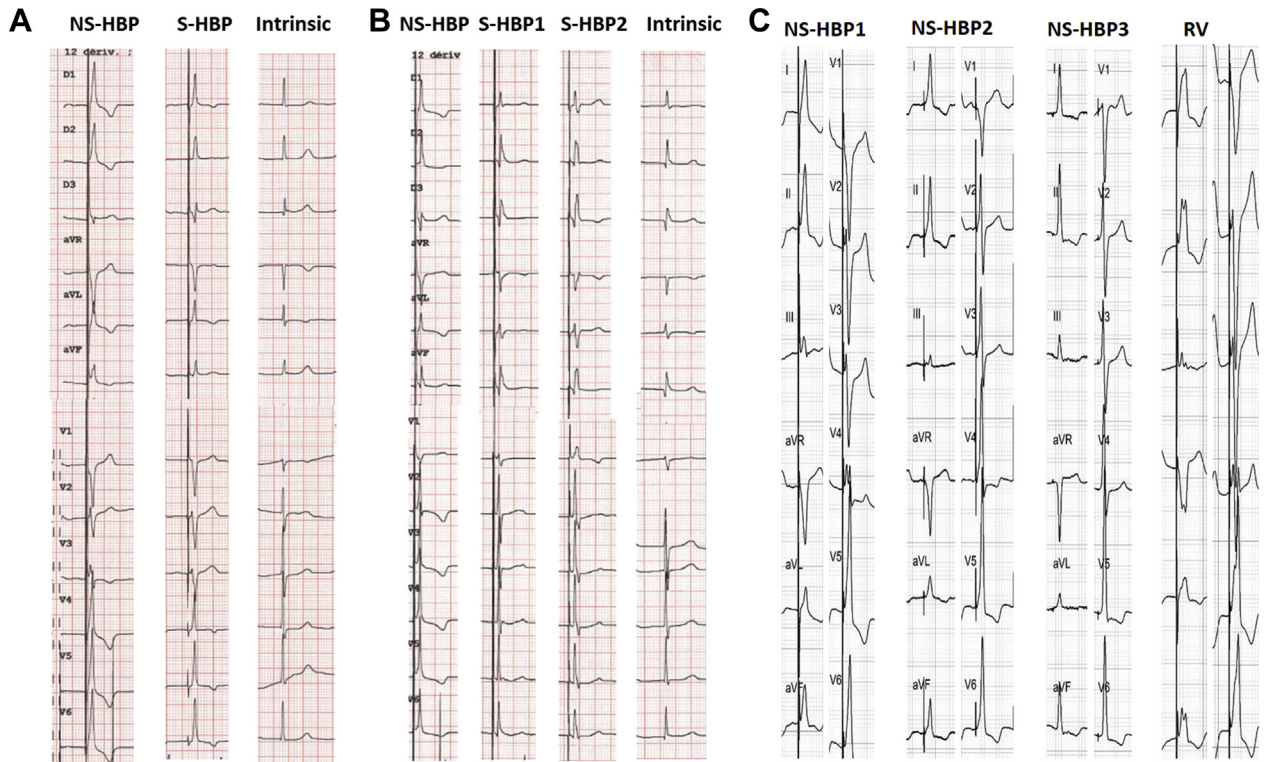 A NS-HBP S-HBP Intrinsic
12 dériv. ;
D1
D2
D3
aVR
aVL
aVF
V1
V2
V3
V4
V5
V6
B NS-HBP S-HBP1 S-HBP2 Intrinsic
12 dériv
D1
D2
D3
aVR
aVL
aVF
V1
V2
V3
V4
V5
V6
C NS-HBP1 NS-HBP2 NS-HBP3 RV
I V1 I V1 I V1
II V2 II V2 II V2
III V3 III V3 III V3
aVR V4 aVR V4 aVR V4
aVL V5 aVL V5 aVL V5
aVF V6 aVF V6 aVF V6